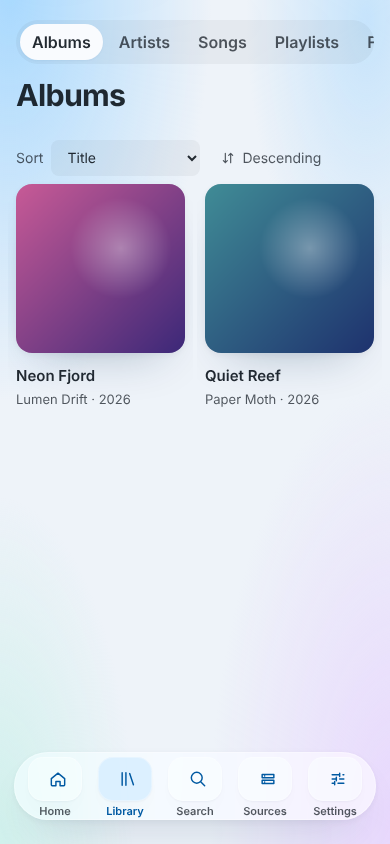 Albums Artists Songs Playlists
Albums
Sort Title Descending
Neon Fjord Quiet Reef
Lumen Drift · 2026 Paper Moth · 2026
Home Library Search Sources Settings